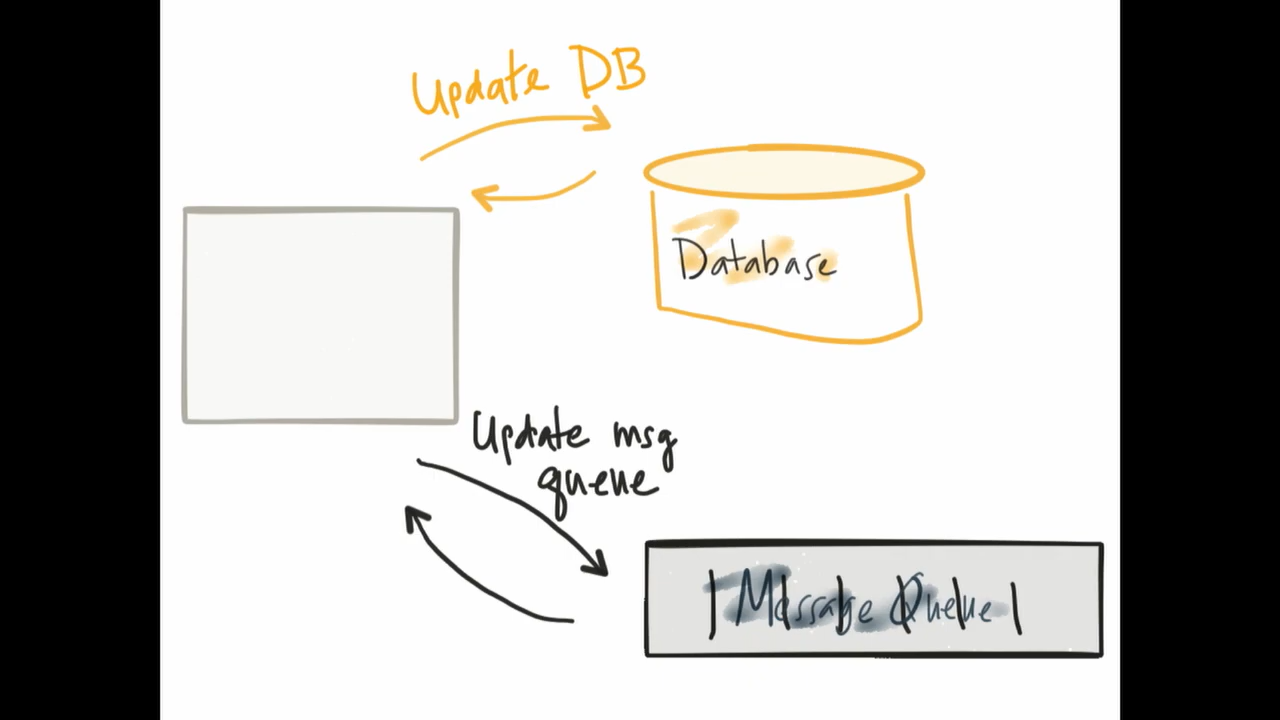 Update DB
Database
Update msg
queue
Message Queue